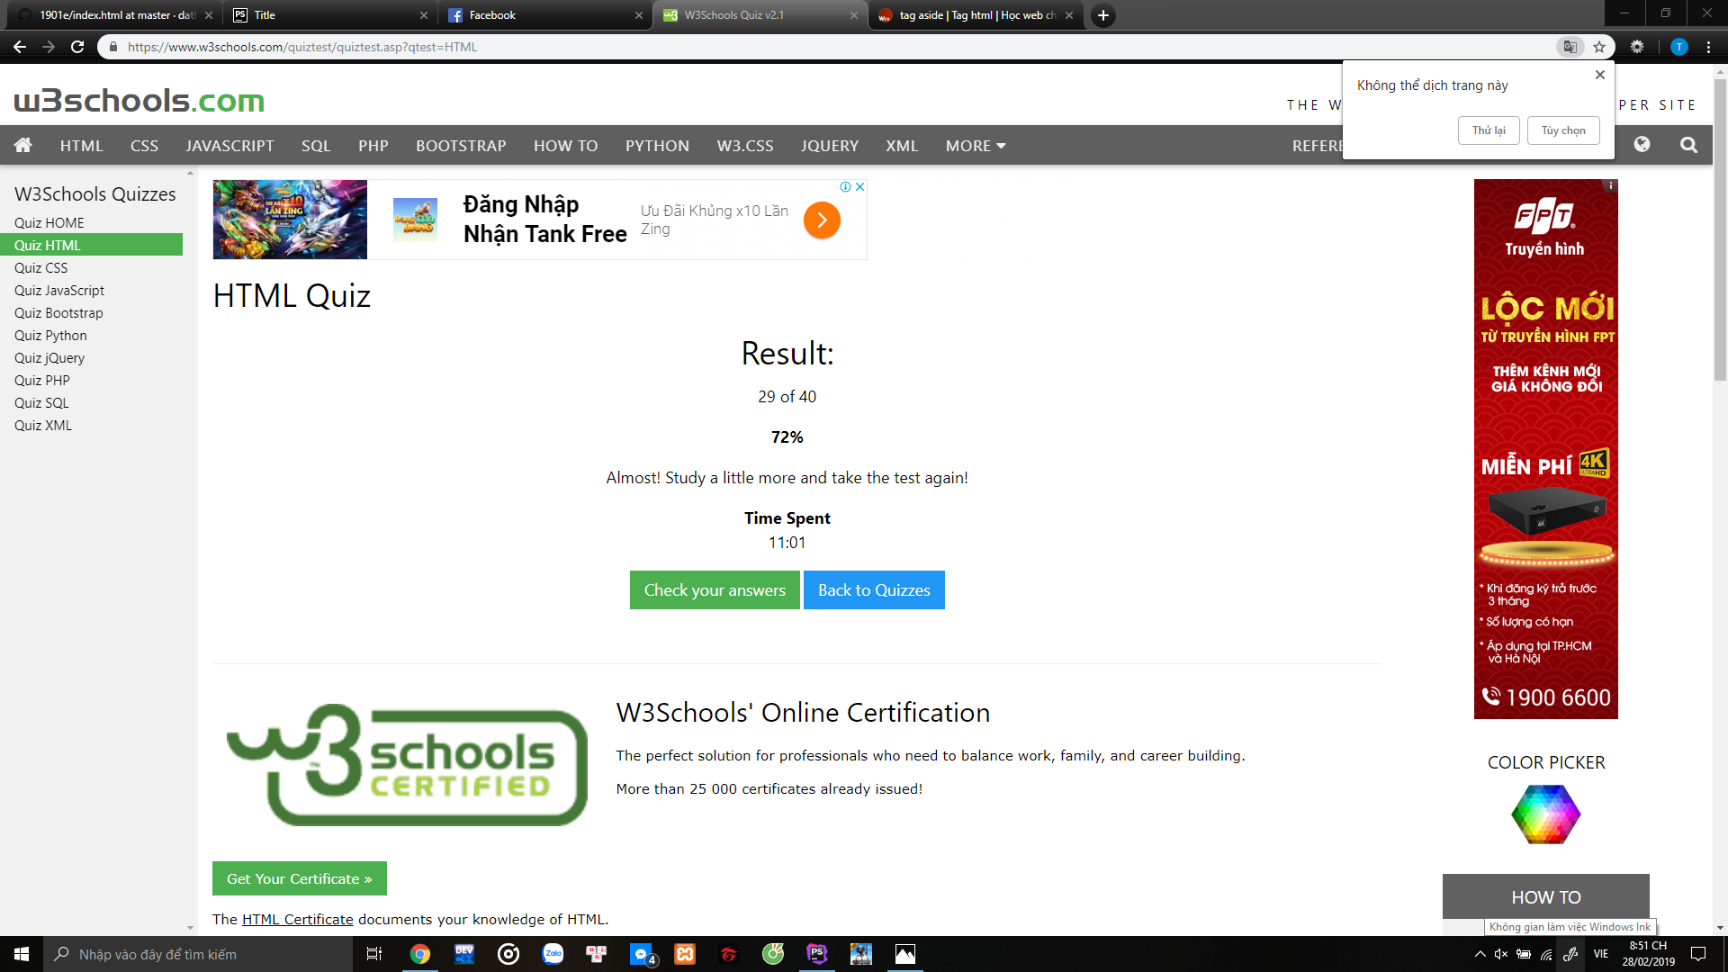 1901e/index.html at master · dat
Title
Facebook
W3Schools Quiz v2.1
tag aside | Tag html | Học web ch
https://www.w3schools.com/quiztest/quiztest.asp?qtest=HTML
T
Không thể dịch trang này
Thử lại
Tùy chọn
w3schools.com
THE W
PER SITE
HTML
CSS
JAVASCRIPT
SQL
PHP
BOOTSTRAP
HOW TO
PYTHON
W3.CSS
JQUERY
XML
MORE
REFERE
W3Schools Quizzes
Quiz HOME
Quiz HTML
Quiz CSS
Quiz JavaScript
Quiz Bootstrap
Quiz Python
Quiz jQuery
Quiz PHP
Quiz SQL
Quiz XML
Đăng Nhập
Nhận Tank Free
Ưu Đãi Khủng x10 Lần
Zing
HTML Quiz
Result:
29 of 40
72%
Almost! Study a little more and take the test again!
Time Spent
11:01
Check your answers
Back to Quizzes
w3schools
CERTIFIED
W3Schools' Online Certification
The perfect solution for professionals who need to balance work, family, and career building.
More than 25 000 certificates already issued!
Get Your Certificate »
The HTML Certificate documents your knowledge of HTML.
FPT
Truyền hình
LỘC MỚI
TỪ TRUYỀN HÌNH FPT
THÊM KÊNH MỚI
GIÁ KHÔNG ĐỔI
MIỄN PHÍ 4K
ULTRA HD
* Khi đăng ký trả trước
3 tháng
* Số lượng có hạn
* Áp dụng tại TP.HCM
và Hà Nội
1900 6600
COLOR PICKER
HOW TO
Không gian làm việc Windows Ink
Nhập vào đây để tìm kiếm
DEV
Zalo
4
PS
VIE
8:51 CH
28/02/2019